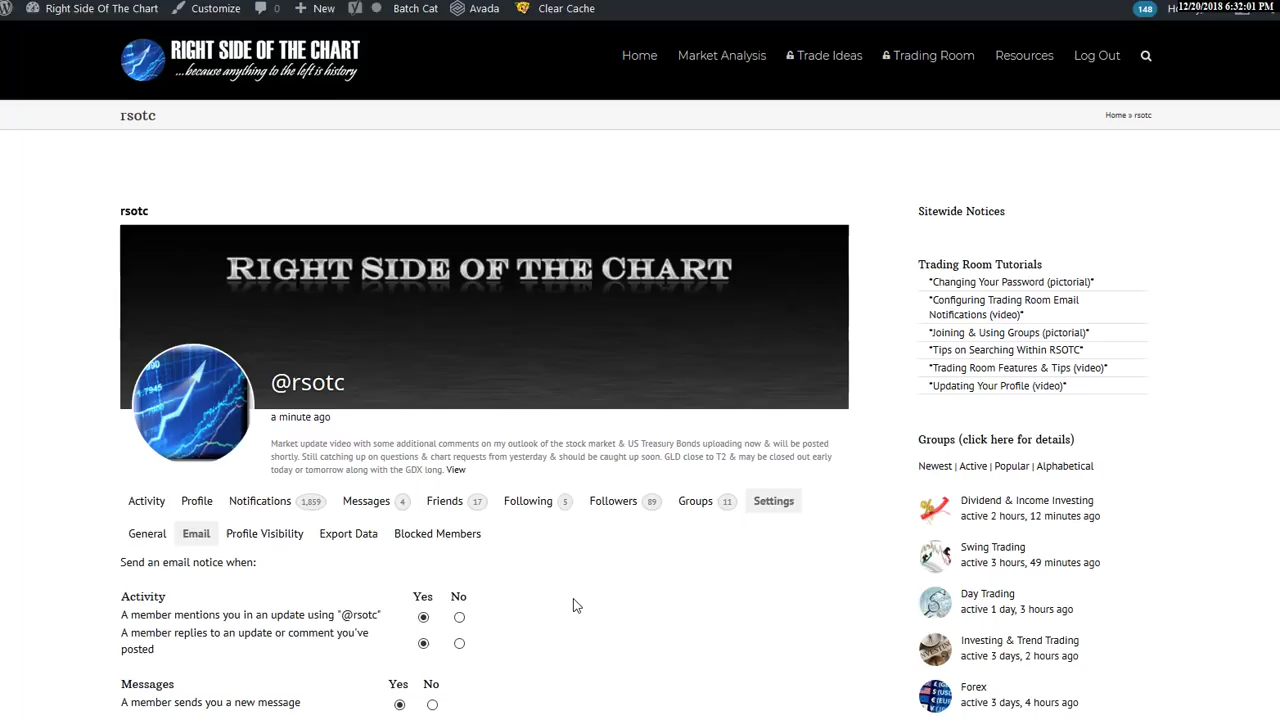 Right Side Of The Chart
Customize
0
New
Batch Cat
Avada
Clear Cache
148
12/20/2018 6:32:01 PM
RIGHT SIDE OF THE CHART
...because anything to the left is history
Home
Market Analysis
Trade Ideas
Trading Room
Resources
Log Out
rsotc
Home » rsotc
rsotc
RIGHT SIDE OF THE CHART
@rsotc
a minute ago
Market update video with some additional comments on my outlook of the stock market & US Treasury Bonds uploading now & will be posted
shortly. Still catching up on questions & chart requests from yesterday & should be caught up soon. GLD close to T2 & may be closed out early
today or tomorrow along with the GDX long. View
Activity
Profile
Notifications 1,859
Messages 4
Friends 17
Following 5
Followers 89
Groups 11
Settings
General
Email
Profile Visibility
Export Data
Blocked Members
Send an email notice when:
Activity Yes No
A member mentions you in an update using "@rsotc"
A member replies to an update or comment you've
posted
Messages Yes No
A member sends you a new message
Sitewide Notices
Trading Room Tutorials
*Changing Your Password (pictorial)*
*Configuring Trading Room Email
Notifications (video)*
*Joining & Using Groups (pictorial)*
*Tips on Searching Within RSOTC*
*Trading Room Features & Tips (video)*
*Updating Your Profile (video)*
Groups (click here for details)
Newest | Active | Popular | Alphabetical
Dividend & Income Investing
active 2 hours, 12 minutes ago
Swing Trading
active 3 hours, 49 minutes ago
Day Trading
active 1 day, 3 hours ago
Investing & Trend Trading
active 3 days, 2 hours ago
Forex
active 3 days, 4 hours ago